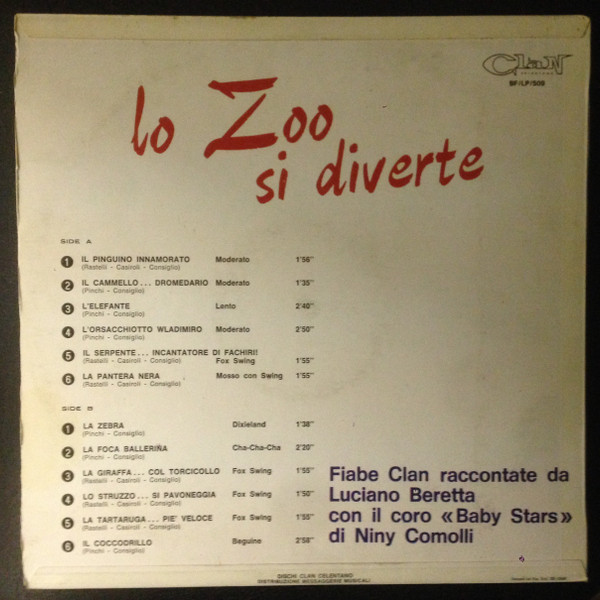 Clan
BF/LP/509
lo Zoo
si diverte
SIDE A
1 IL PINGUINO INNAMORATO Moderato 1'56"
(Rastelli - Casiroli - Consiglio)
2 IL CAMMELLO... DROMEDARIO Moderato 1'35"
(Pinchi - Consiglio)
3 L'ELEFANTE Lento 2'40"
(Pinchi - Consiglio)
4 L'ORSACCHIOTTO WLADIMIRO Moderato 2'50"
(Pinchi - Consiglio)
5 IL SERPENTE... INCANTATORE DI FACHIRI!
(Rastelli - Casiroli - Consiglio) Fox Swing 1'55"
6 LA PANTERA NERA Mosso con Swing 1'55"
(Rastelli - Casiroli - Consiglio)
SIDE B
1 LA ZEBRA Dixieland 1'38"
(Pinchi - Consiglio)
2 LA FOCA BALLERIÑA Cha-Cha-Cha 2'20"
(Pinchi - Consiglio)
3 LA GIRAFFA... COL TORCICOLLO Fox Swing 1'55"
(Rastelli - Casiroli - Consiglio)
4 LO STRUZZO... SI PAVONEGGIA Fox Swing 1'50"
(Rastelli - Casiroli - Consiglio)
5 LA TARTARUGA... PIE' VELOCE Fox Swing 1'55"
(Rastelli - Casiroli - Consiglio)
6 IL COCCODRILLO Beguine 2'58"
(Pinchi - Consiglio)
Fiabe Clan raccontate da
Luciano Beretta
con il coro «Baby Stars»
di Niny Comolli
DISCHI CLAN CELENTANO
DISTRIBUZIONE MESSAGGERIE MUSICALI